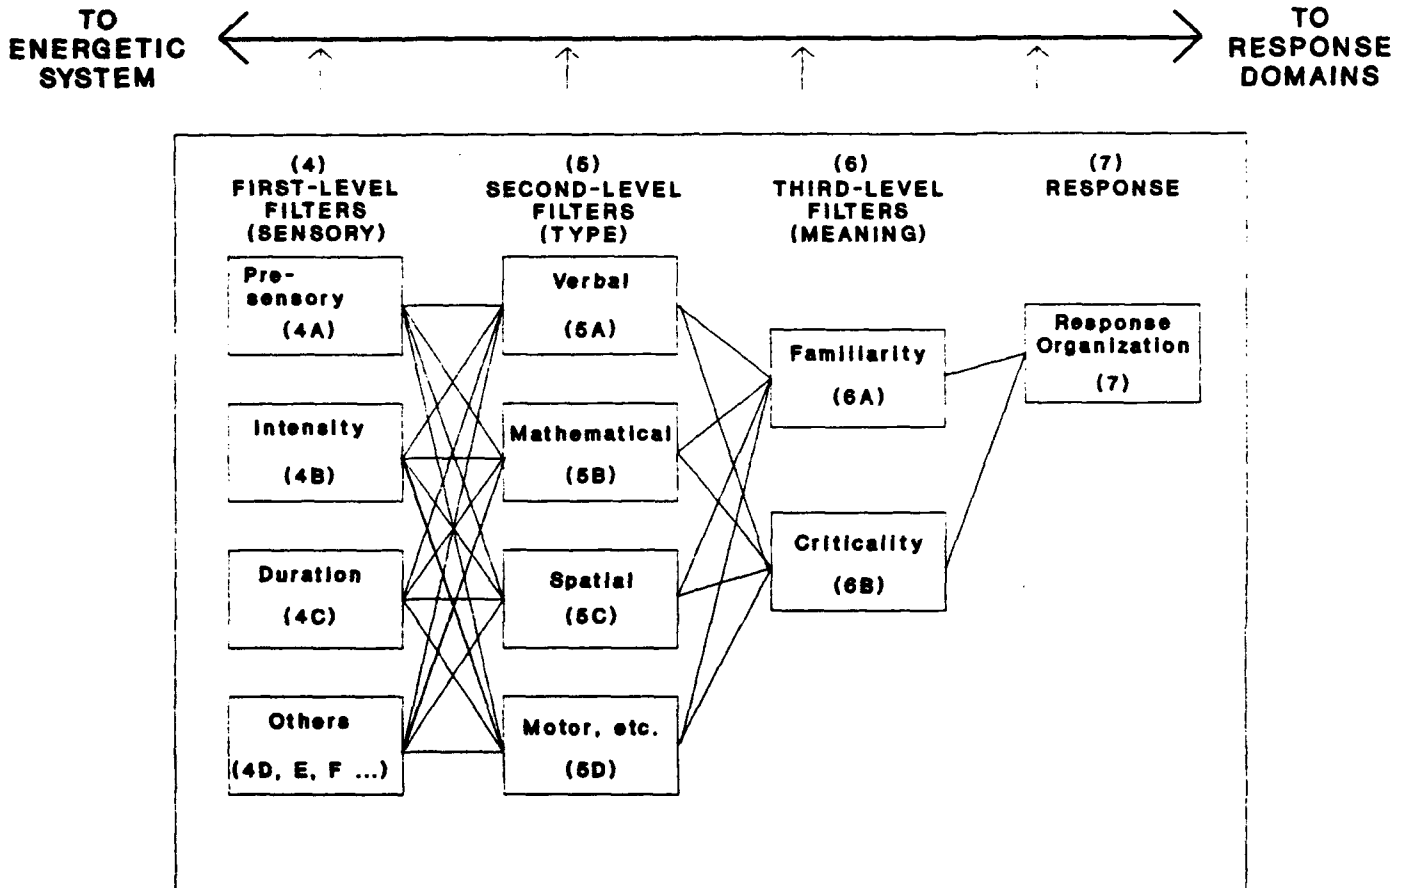 TO
ENERGETIC
SYSTEM
TO
RESPONSE
DOMAINS
(4)
FIRST-LEVEL
FILTERS
(SENSORY)
(5)
SECOND-LEVEL
FILTERS
(TYPE)
(6)
THIRD-LEVEL
FILTERS
(MEANING)
(7)
RESPONSE
Pre-
sensory
(4A)
Intensity
(4B)
Duration
(4C)
Others
(4D, E, F ...)
Verbal
(5A)
Mathematical
(5B)
Spatial
(5C)
Motor, etc.
(5D)
Familiarity
(6A)
Criticality
(6B)
Response
Organization
(7)